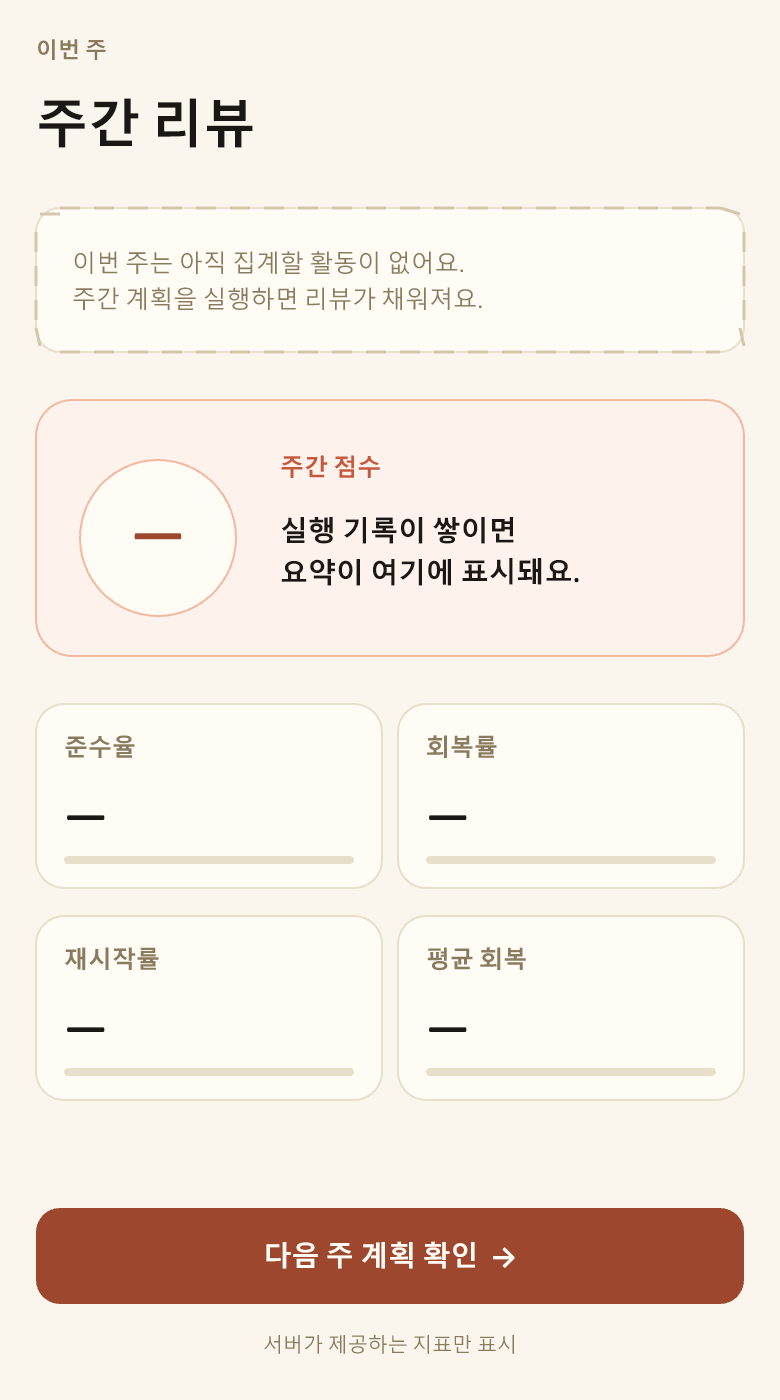 이번 주
주간 리뷰
이번 주는 아직 집계할 활동이 없어요.
주간 계획을 실행하면 리뷰가 채워져요.
주간 점수
—
실행 기록이 쌓이면
요약이 여기에 표시돼요.
준수율
—
회복률
—
재시작률
—
평균 회복
—
다음 주 계획 확인 →
서버가 제공하는 지표만 표시